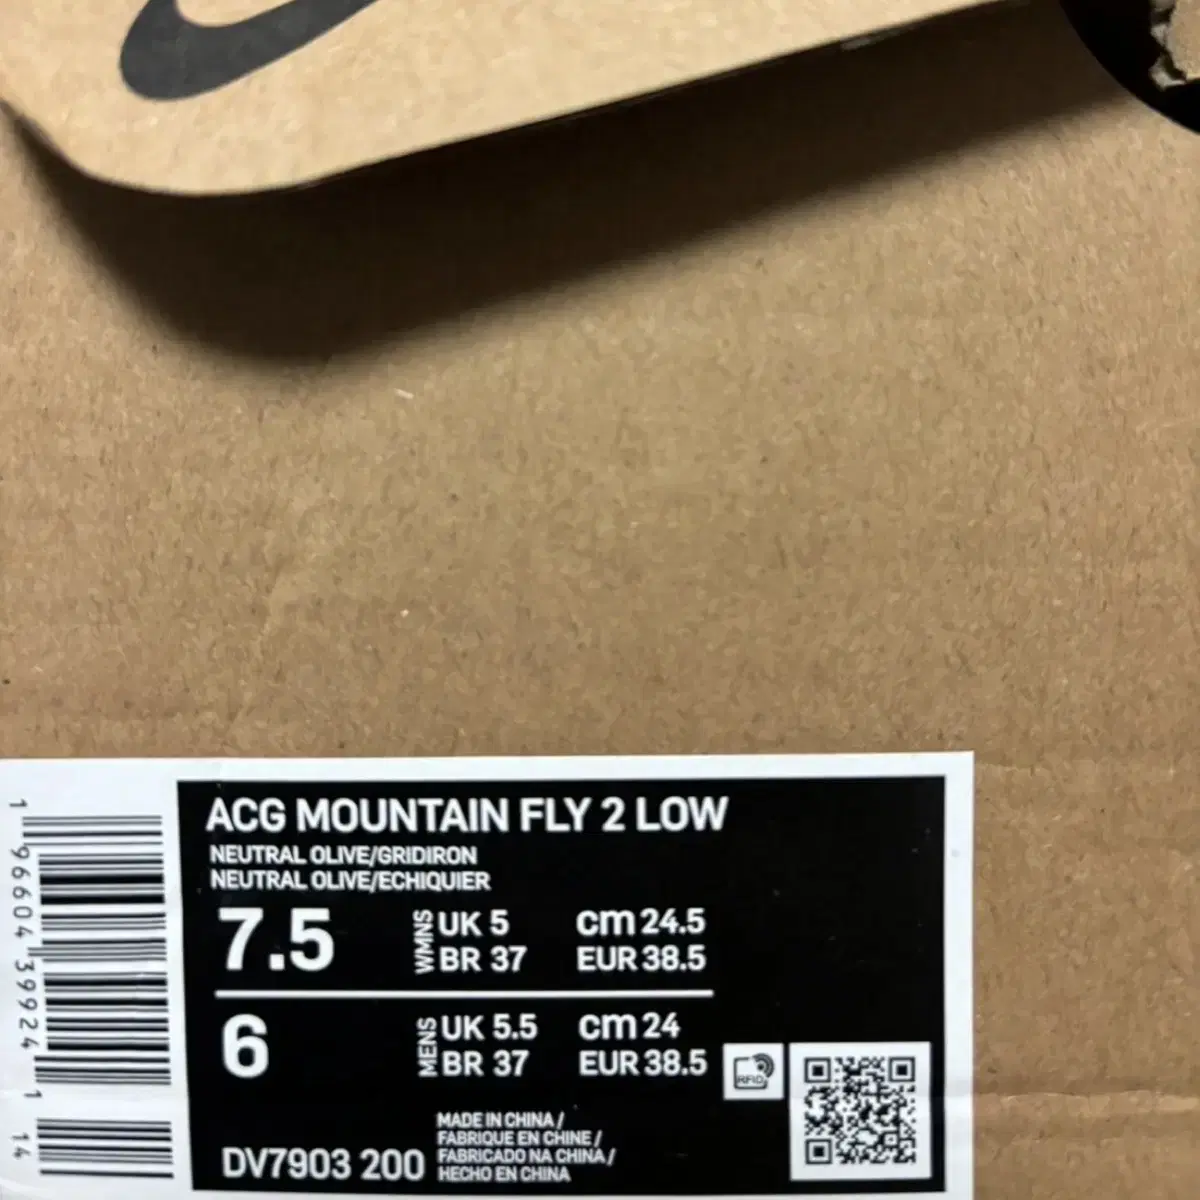 ACG MOUNTAIN FLY 2 LOW
NEUTRAL OLIVE/GRIDIRON
NEUTRAL OLIVE/ECHIQUIER
7.5 WMNS UK 5 cm 24.5
BR 37 EUR 38.5
6 MENS UK 5.5 cm 24
BR 37 EUR 38.5
RFID
MADE IN CHINA /
FABRIQUE EN CHINE /
FABRICADO NA CHINA /
HECHO EN CHINA
DV7903 200
1 96604 39924 1 14